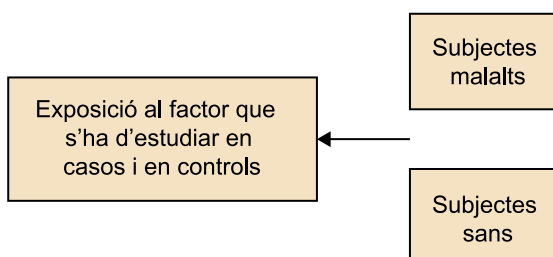 Exposició al factor que
s'ha d'estudiar en
casos i en controls
Subjectes
malalts
Subjectes
sans